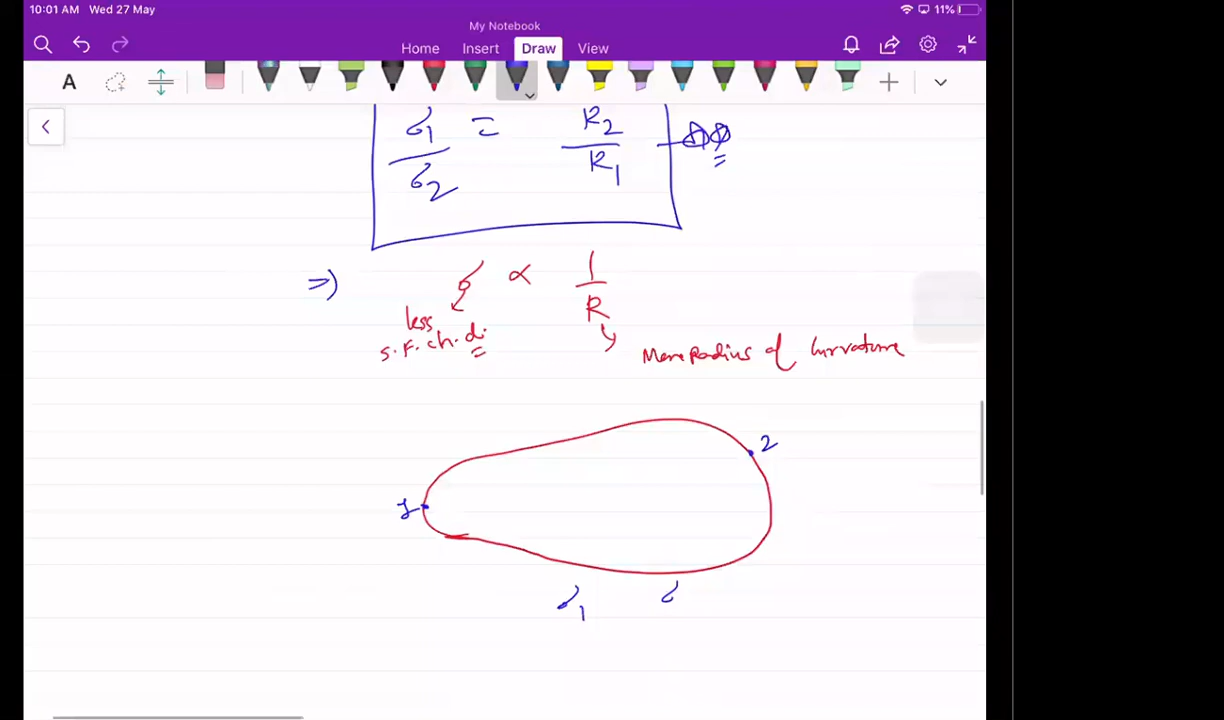 10:01 AM Wed 27 May
11%
My Notebook
Home Insert Draw View
A
σ1 = R2
σ2 R1
⇒) σ ∝ 1
R
less
s.f. ch. d.
More Radius of Curvature
2
1
σ1 σ